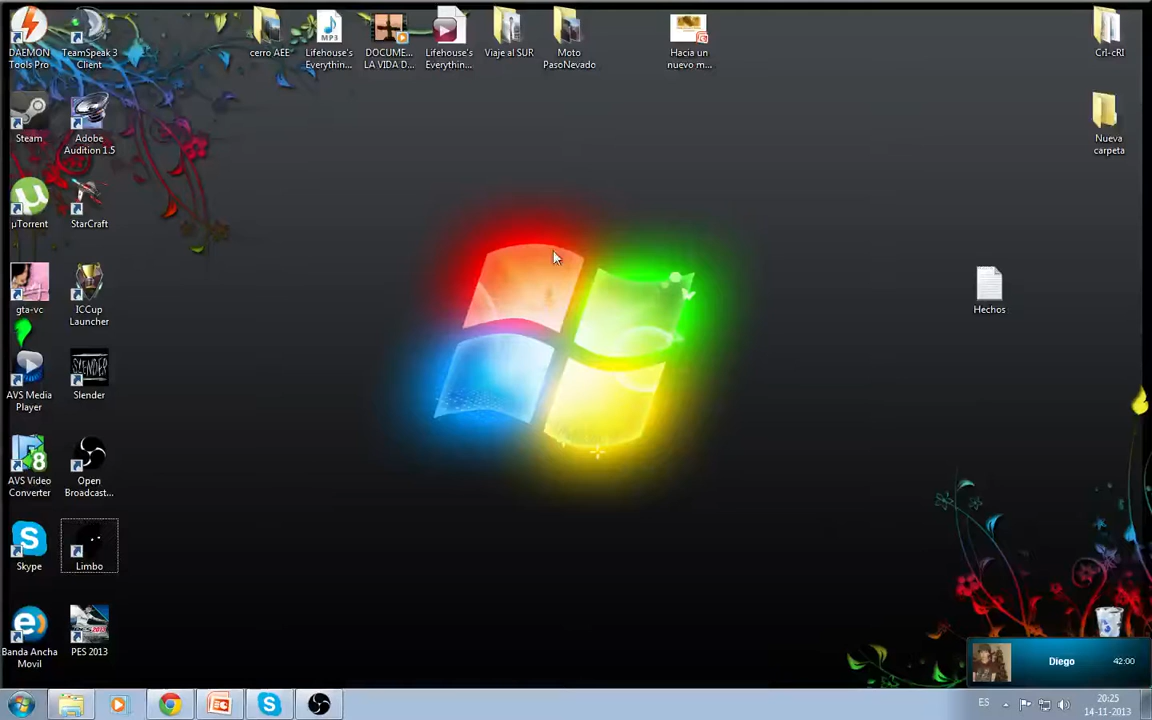 DAEMON
Tools Pro
TeamSpeak 3
Client
cerro AEE
MP3
Lifehouse's
Everythin...
DOCUME...
LA VIDA D...
Lifehouse's
Everythin...
Viaje al SUR
Moto
PasoNevado
Hacia un
nuevo m...
Crl-cRI
Steam
Adobe
Audition 1.5
Nueva
carpeta
µTorrent
StarCraft
gta-vc
ICCup
Launcher
Hechos
AVS Media
Player
SLENDER
Slender
8
AVS Video
Converter
Open
Broadcast...
Skype
Limbo
Banda Ancha
Movil
PES 2013
Diego
42:00
ES
20:25
14-11-2013